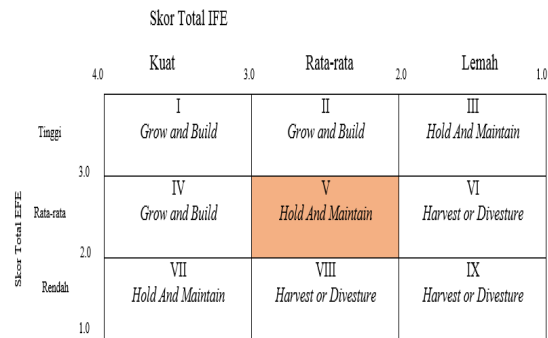 Skor Total IFE
Kuat Rata-rata Lemah
4.0 3.0 2.0 1.0
I II III
Tinggi Grow and Build Grow and Build Hold And Maintain
3.0
IV V VI
Rata-rata Grow and Build Hold And Maintain Harvest or Divesture
2.0
VII VIII IX
Rendah Hold And Maintain Harvest or Divesture Harvest or Divesture
1.0
Skor Total EFE